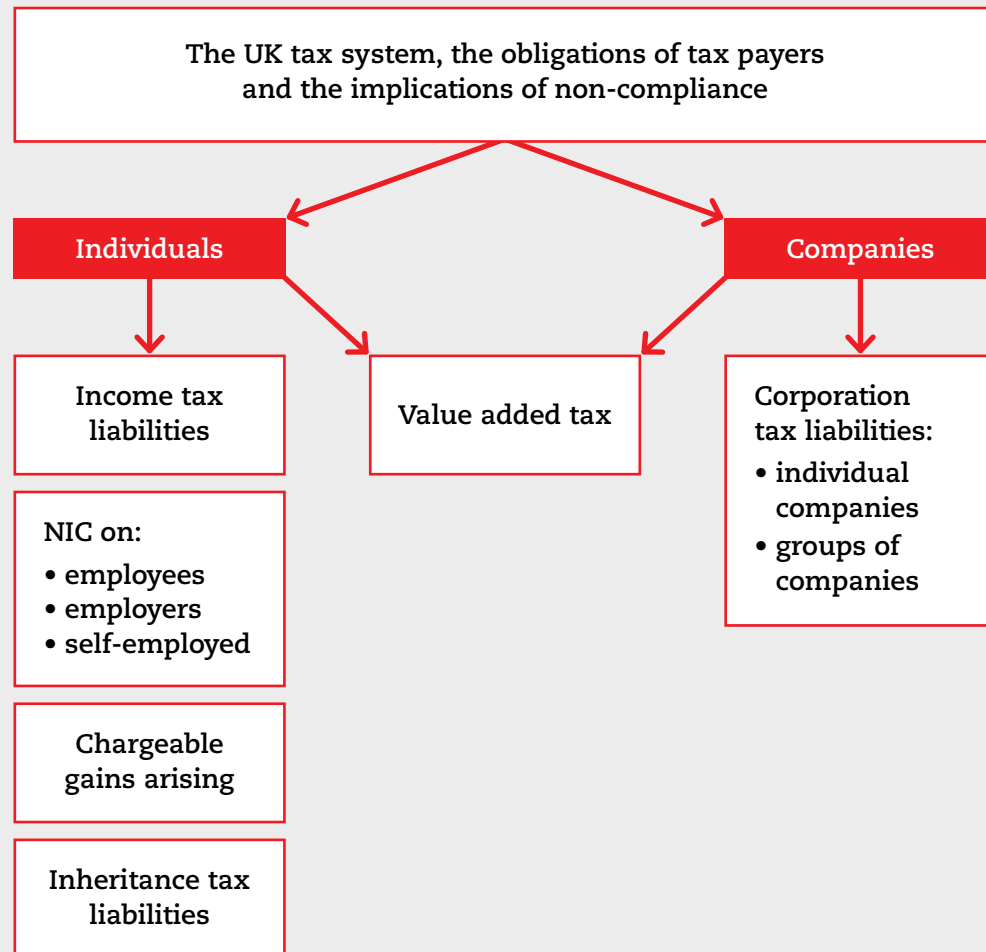 The UK tax system, the obligations of tax payers
and the implications of non-compliance
Individuals
Companies
Income tax
liabilities
Value added tax
Corporation
tax liabilities:
• individual
companies
• groups of
companies
NIC on:
• employees
• employers
• self-employed
Chargeable
gains arising
Inheritance tax
liabilities